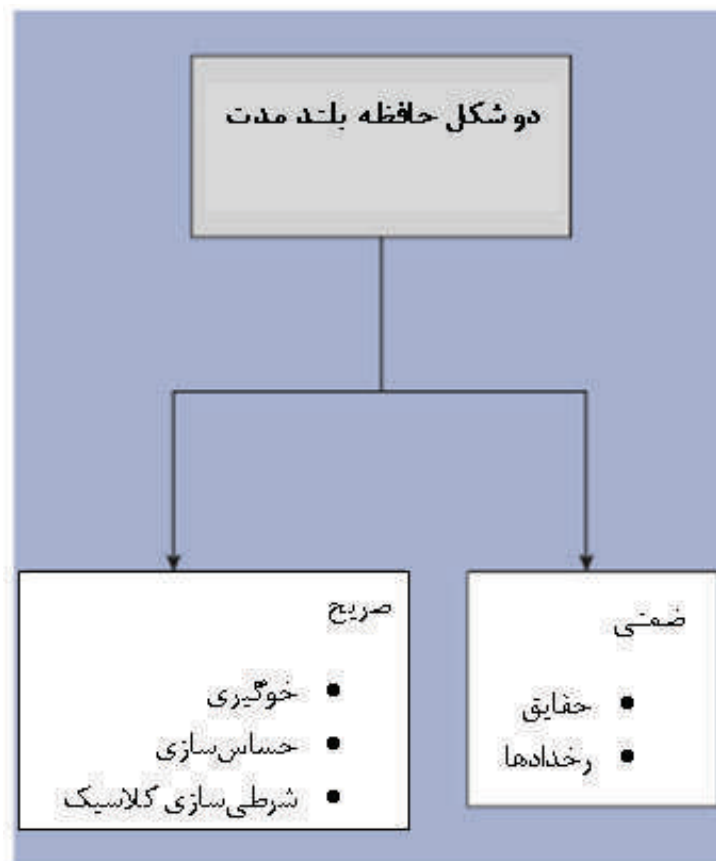 دو شکل حافظه بلند مدت
ضمنی
• حقایق
• رخدادها
صریح
• خوگیری
• حساس‌سازی
• شرطی‌سازی کلاسیک